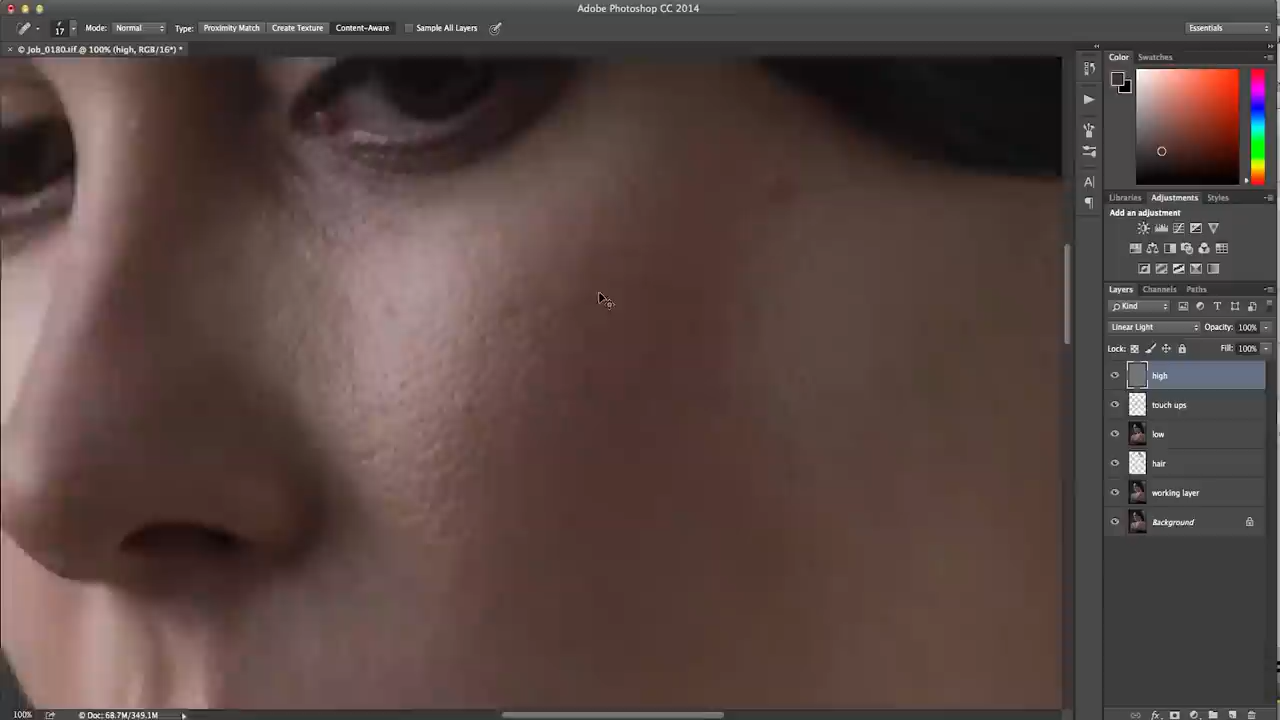 Adobe Photoshop CC 2014
17 Mode: Normal Type: Proximity Match Create Texture Content-Aware Sample All Layers Essentials
× © Job_0180.tif @ 100% (high, RGB/16*) *
Color Swatches
Libraries Adjustments Styles
Add an adjustment
Layers Channels Paths
Kind T
Linear Light Opacity: 100%
Lock: Fill: 100%
high
touch ups
low
hair
working layer
Background
100% © Doc: 68.7M/349.1M
fx